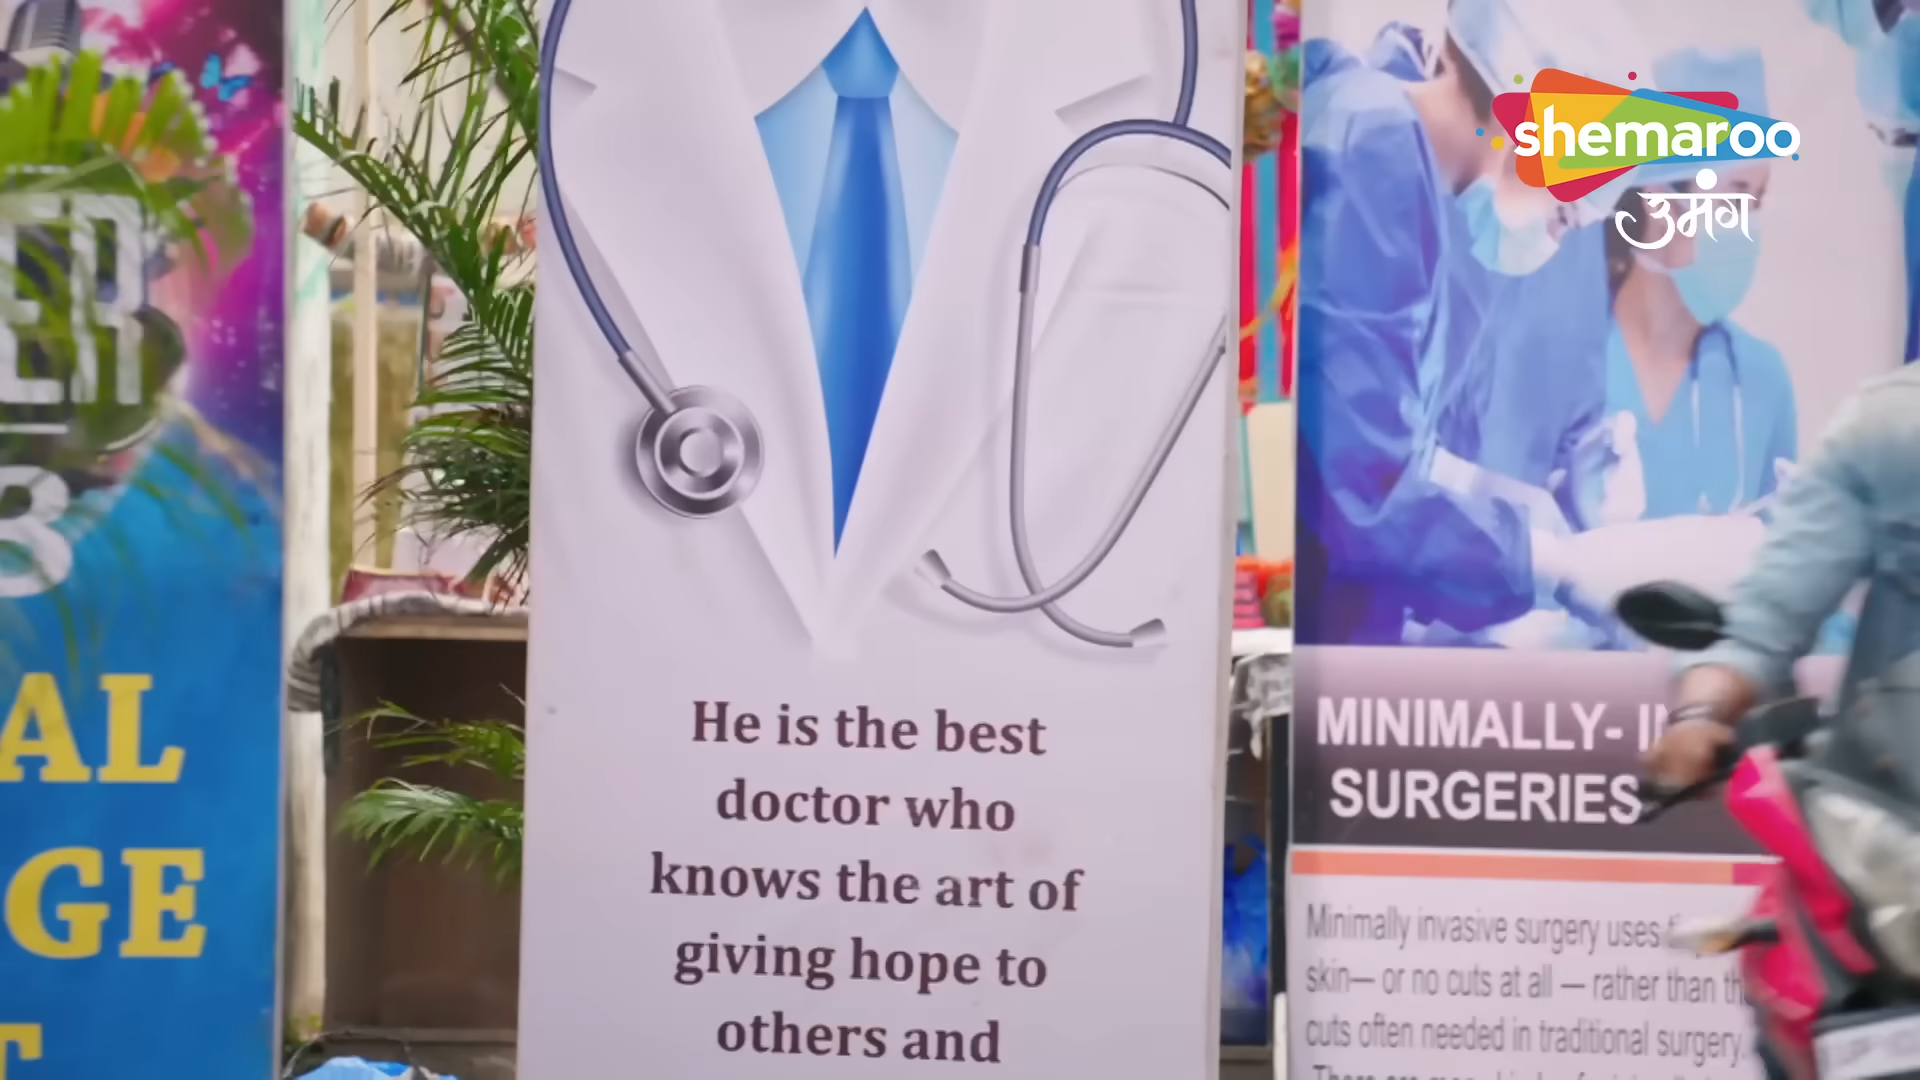 shemaroo
उमंग
AL
GE
He is the best
doctor who
knows the art of
giving hope to
others and
MINIMALLY-
SURGERIES
Minimally invasive surgery uses
skin— or no cuts at all — rather than
cuts often needed in traditional surgery.